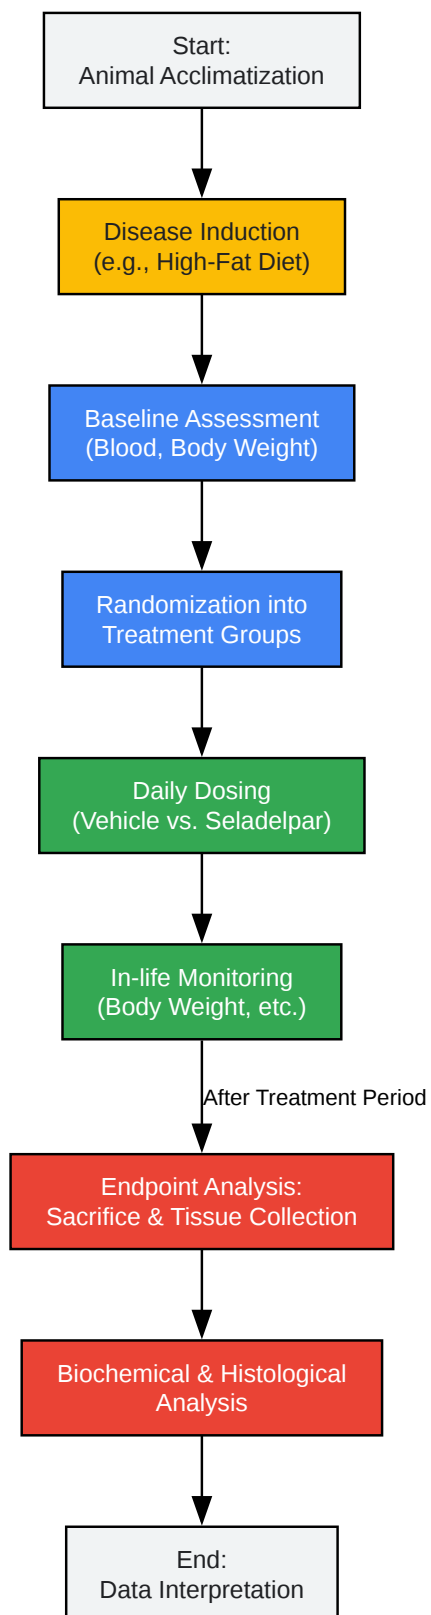 Start:
Animal Acclimatization
Disease Induction
(e.g., High-Fat Diet)
Baseline Assessment
(Blood, Body Weight)
Randomization into
Treatment Groups
Daily Dosing
(Vehicle vs. Seladelpar)
In-life Monitoring
(Body Weight, etc.)
After Treatment Period
Endpoint Analysis:
Sacrifice & Tissue Collection
Biochemical & Histological
Analysis
End:
Data Interpretation